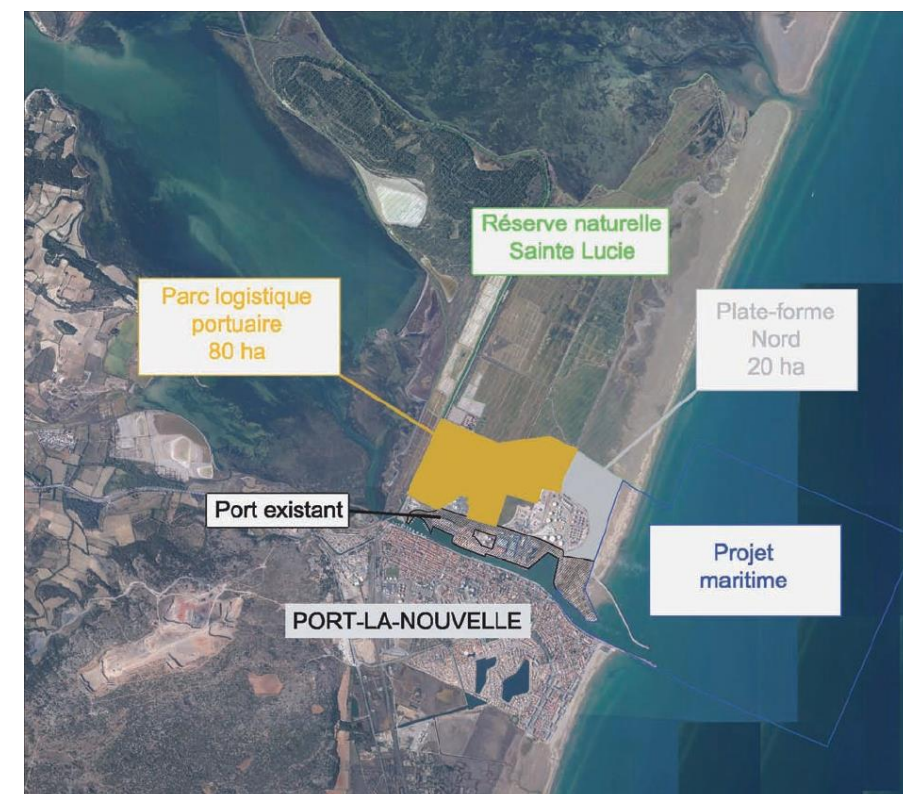 Réserve naturelle
Sainte Lucie
Parc logistique
portuaire
80 ha
Plate-forme
Nord
20 ha
Port existant
Projet
maritime
PORT-LA-NOUVELLE